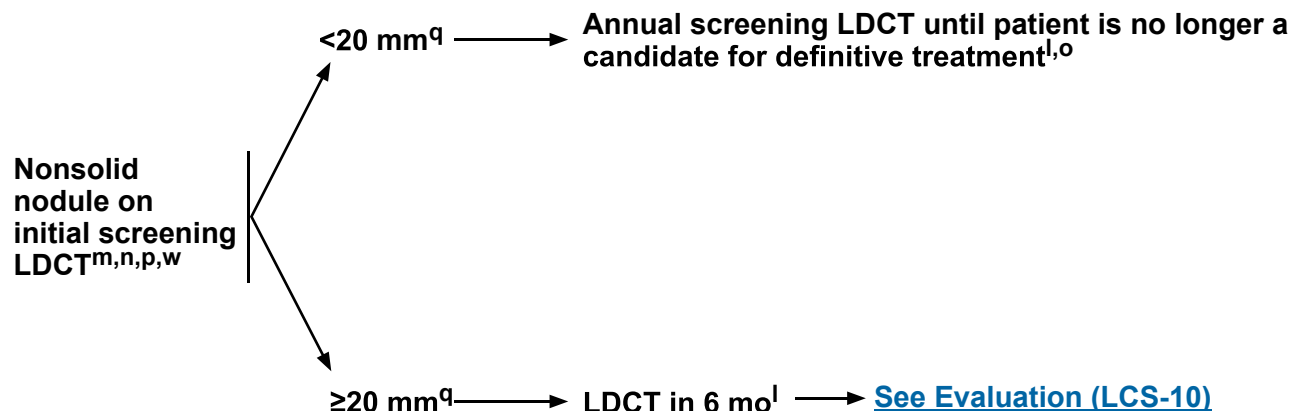 <20 mmq
Annual screening LDCT until patient is no longer a
candidate for definitive treatmentl,o
Nonsolid
nodule on
initial screening
LDCTm,n,p,w
≥20 mmq
LDCT in 6 mol
See Evaluation (LCS-10)